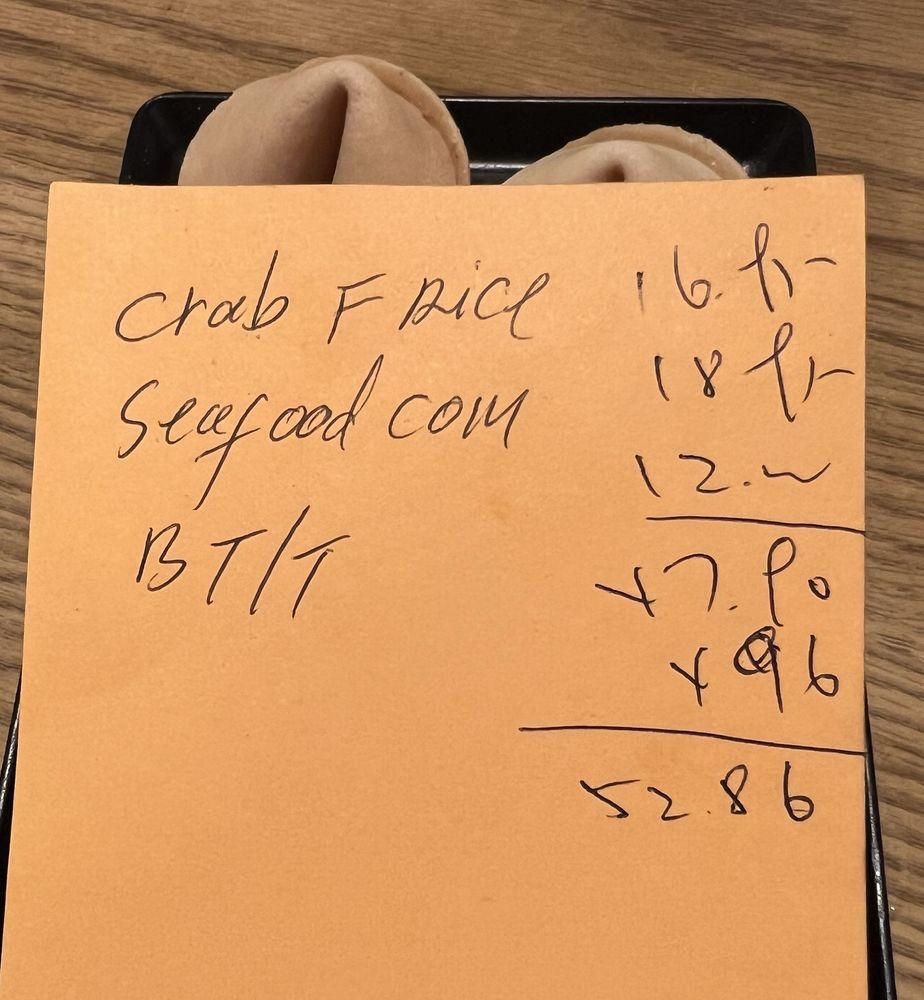 Crab F Rice 16.95
Seafood com 18.95
BT/T 12.00
47.90
4 96
52.86